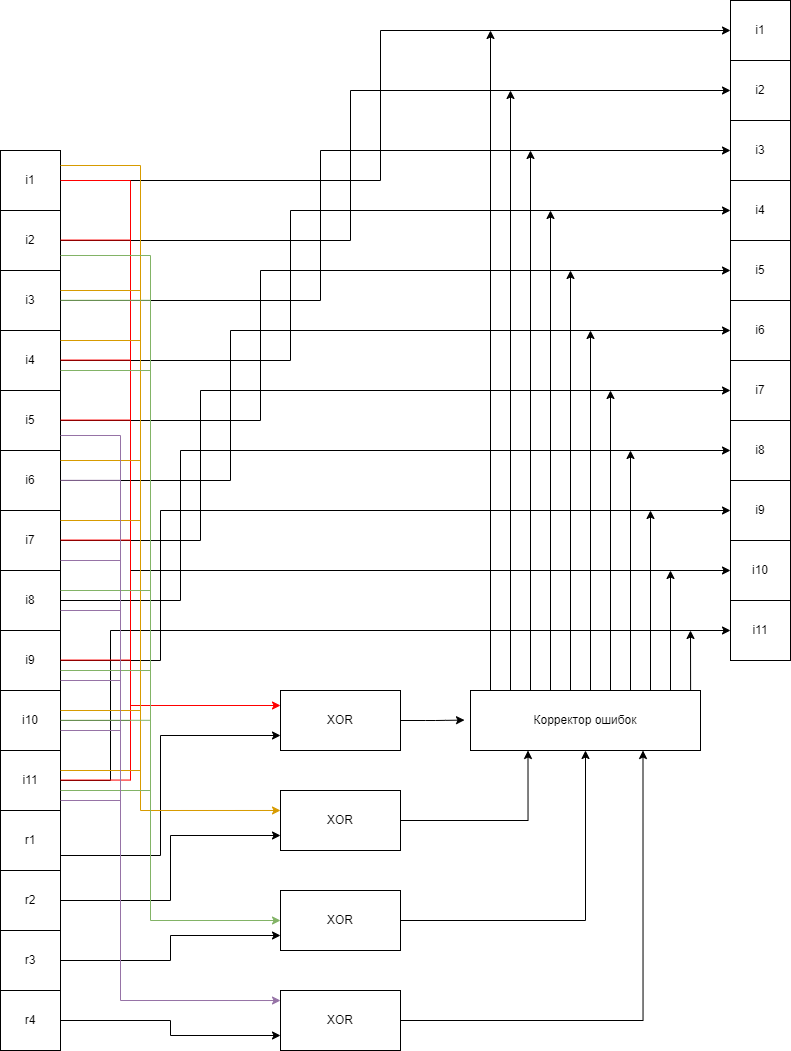 i1
i2
i3
i4
i5
i6
i7
i8
i9
i10
i11
r1
r2
r3
r4
XOR
XOR
XOR
XOR
Корректор ошибок
i1
i2
i3
i4
i5
i6
i7
i8
i9
i10
i11